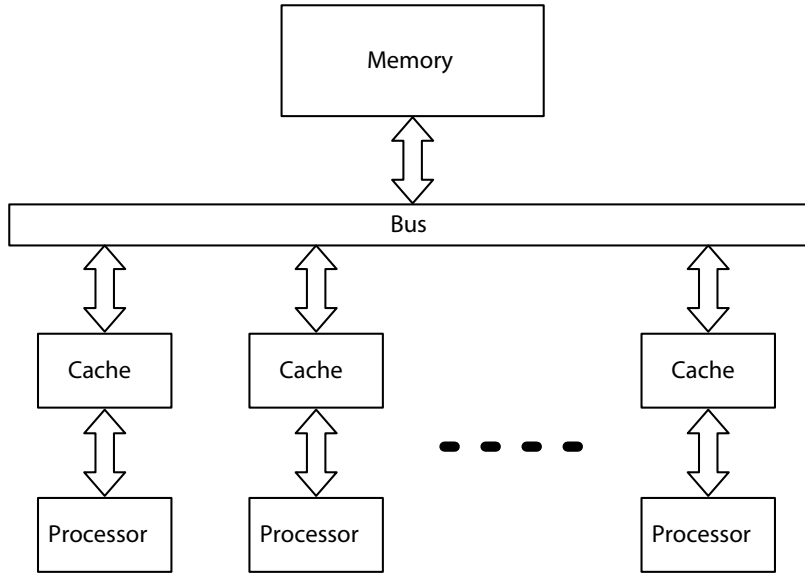 Memory
Bus
Cache
Cache
Cache
Processor
Processor
Processor